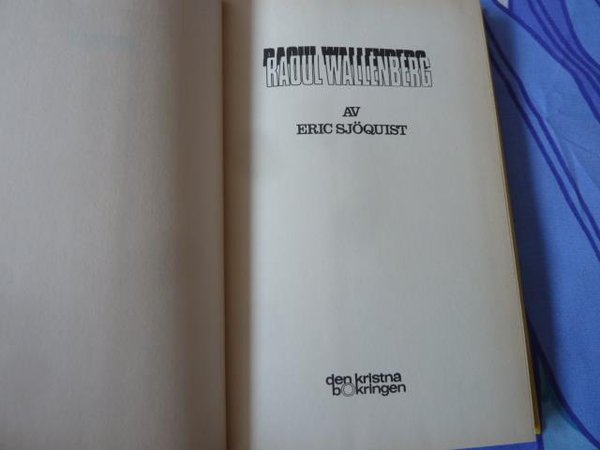 RAOUL WALLENBERG
AV
ERIC SJÖQUIST
den kristna
bokringen